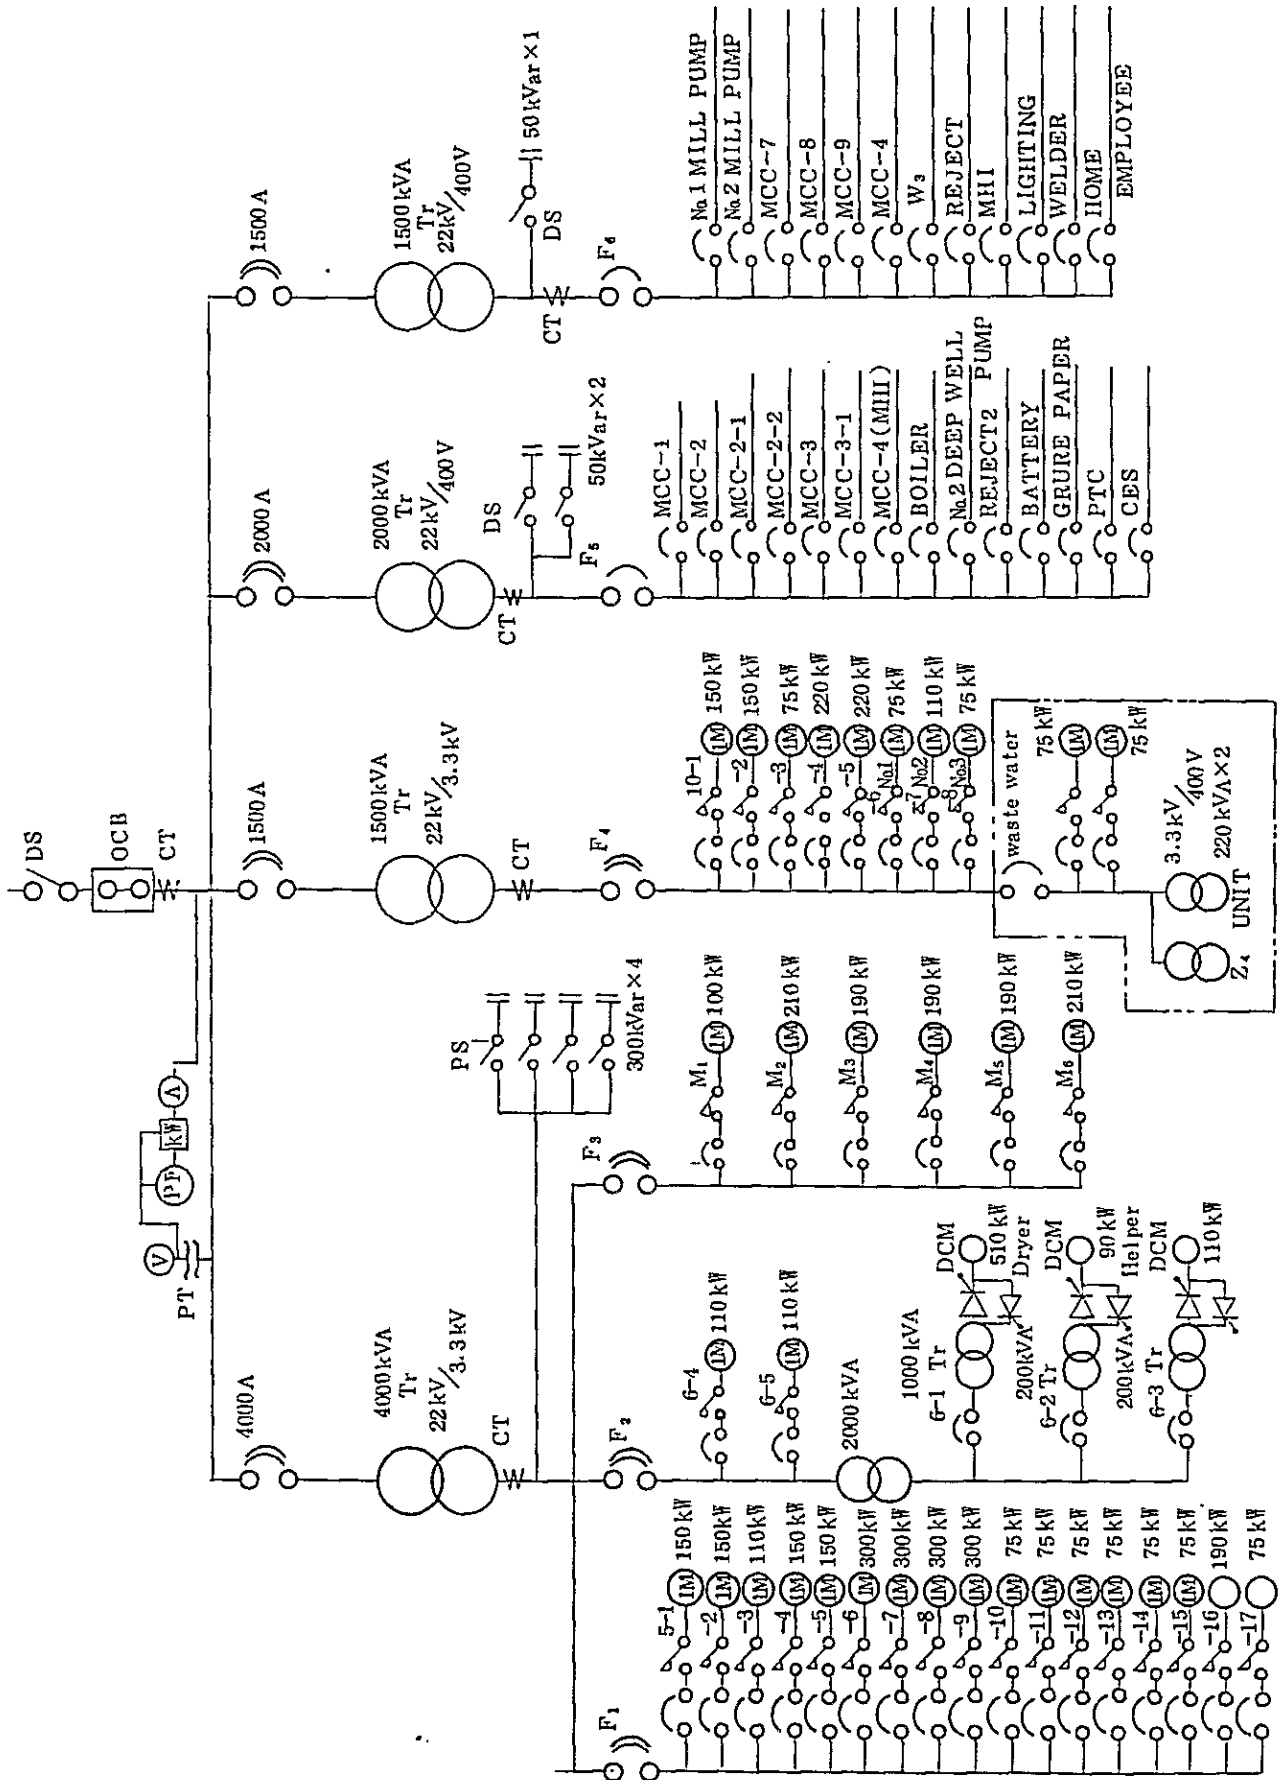 DS
OCB
CT
V
PT
PF
kW
A
4000A
4000kVA
Tr
22kV/3.3kV
CT
PS
300kVar×4
1500A
1500kVA
Tr
22kV/3.3kV
CT
2000A
2000kVA
Tr
22kV/400V
CT
DS
50kVar×2
1500A
1500kVA
Tr
22kV/400V
CT
DS
50kVar×1
F1
5-1 IM 150kW
-2 IM 150kW
-3 IM 110kW
-4 IM 150kW
-5 IM 150kW
-6 IM 300kW
-7 IM 300kW
-8 IM 300kW
-9 IM 300kW
-10 IM 75kW
-11 IM 75kW
-12 IM 75kW
-13 IM 75kW
-14 IM 75kW
-15 IM 75kW
-16 190kW
-17 75kW
F2
6-4 IM 110kW
6-5 IM 110kW
2000kVA
1000kVA
6-1 Tr
DCM
510kW
Dryer
200kVA
6-2 Tr
DCM
90kW
Helper
200kVA
6-3 Tr
DCM
110kW
F3
M1 IM 100kW
M2 IM 210kW
M3 IM 190kW
M4 IM 190kW
M5 IM 190kW
M6 IM 210kW
F4
10-1 IM 150kW
-2 IM 150kW
-3 IM 75kW
-4 IM 220kW
-5 IM 220kW
-6 No1 IM 75kW
-7 No2 IM 110kW
-8 No3 IM 75kW
waste water
IM 75kW
IM 75kW
3.3kV/400V
220kVA×2
Z4 UNIT
F5
MCC-1
MCC-2
MCC-2-1
MCC-2-2
MCC-3
MCC-3-1
MCC-4(MHI)
BOILER
No.2 DEEP WELL PUMP
REJECT2
BATTERY
GRURE PAPER
PTC
CES
F6
No1 MILL PUMP
No2 MILL PUMP
MCC-7
MCC-8
MCC-9
MCC-4
W3
REJECT
MHI
LIGHTING
WELDER
HOME
EMPLOYEE